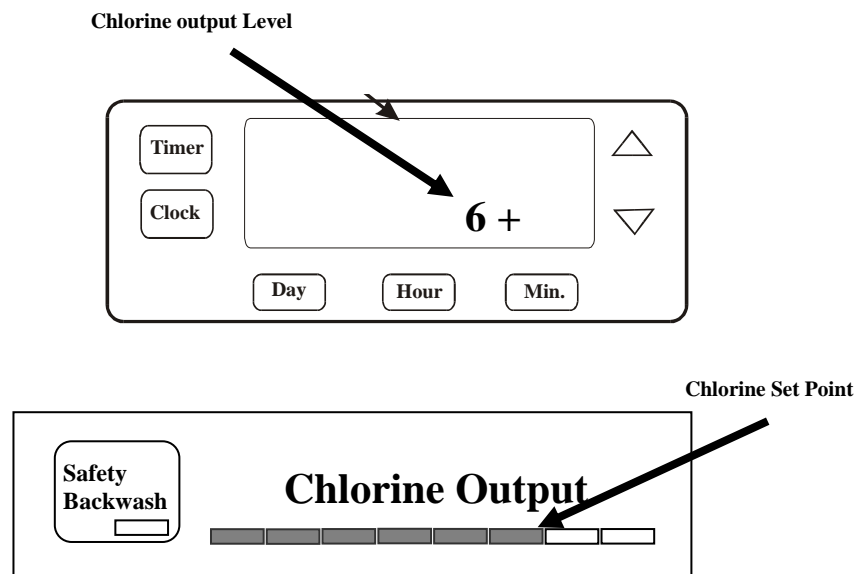 Chlorine output Level
Timer
Clock
6 +
Day Hour Min.
Chlorine Set Point
Safety
Backwash
Chlorine Output